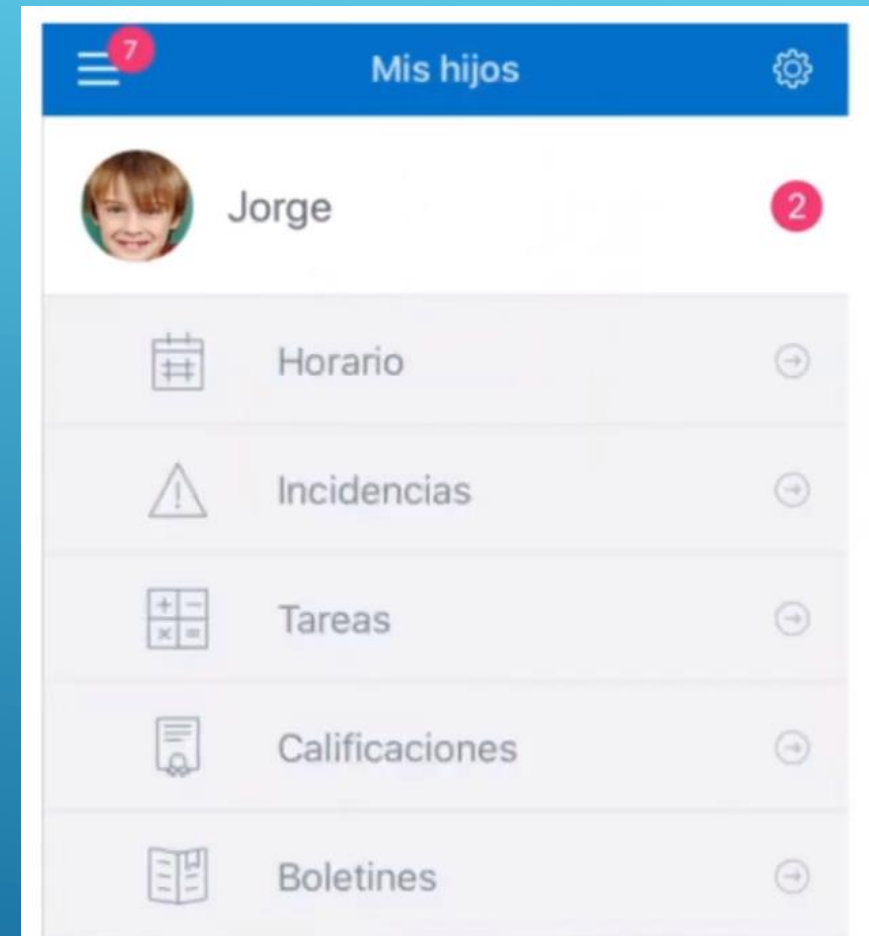 7
Mis hijos
Jorge
2
Horario
Incidencias
Tareas
Calificaciones
Boletines